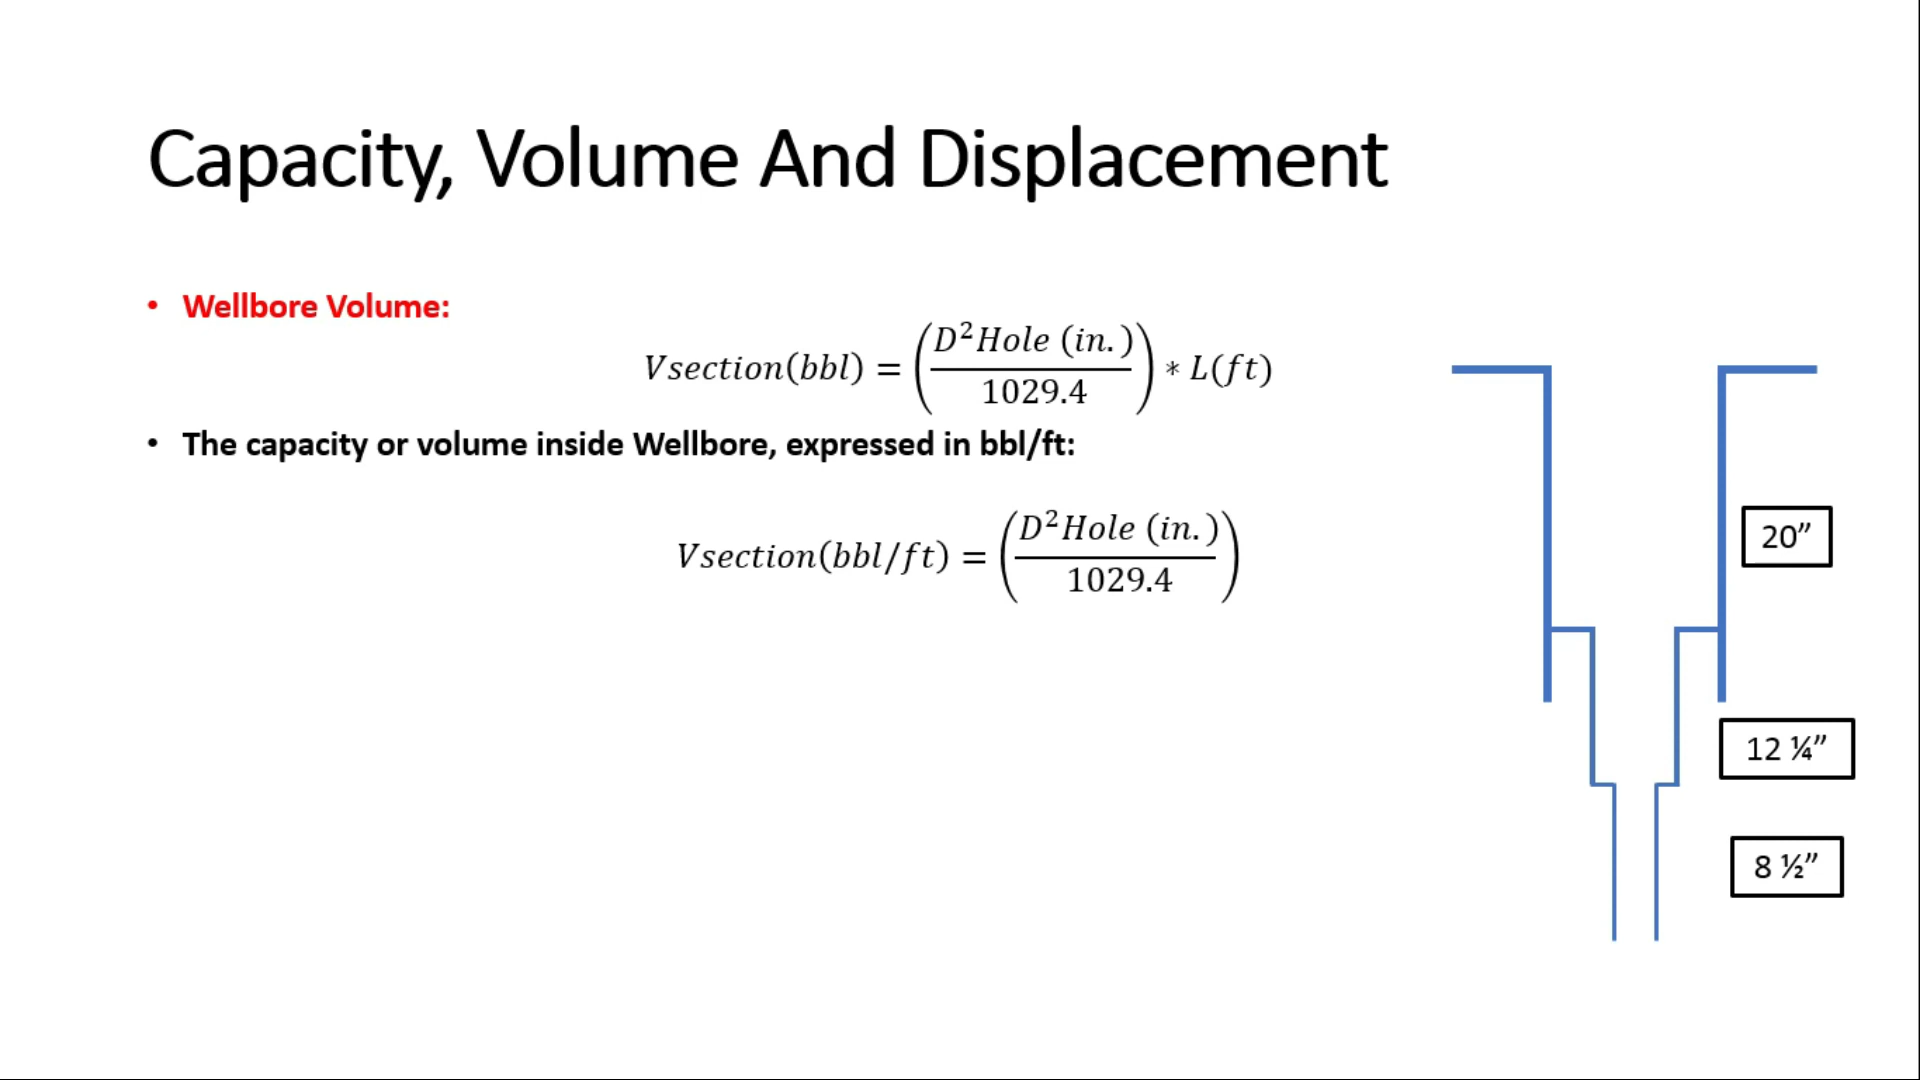 Capacity, Volume And Displacement
• Wellbore Volume:
Vsection(bbl) = (D²Hole (in.) / 1029.4) * L(ft)
• The capacity or volume inside Wellbore, expressed in bbl/ft:
Vsection(bbl/ft) = (D²Hole (in.) / 1029.4)
20”
12 ¼”
8 ½”